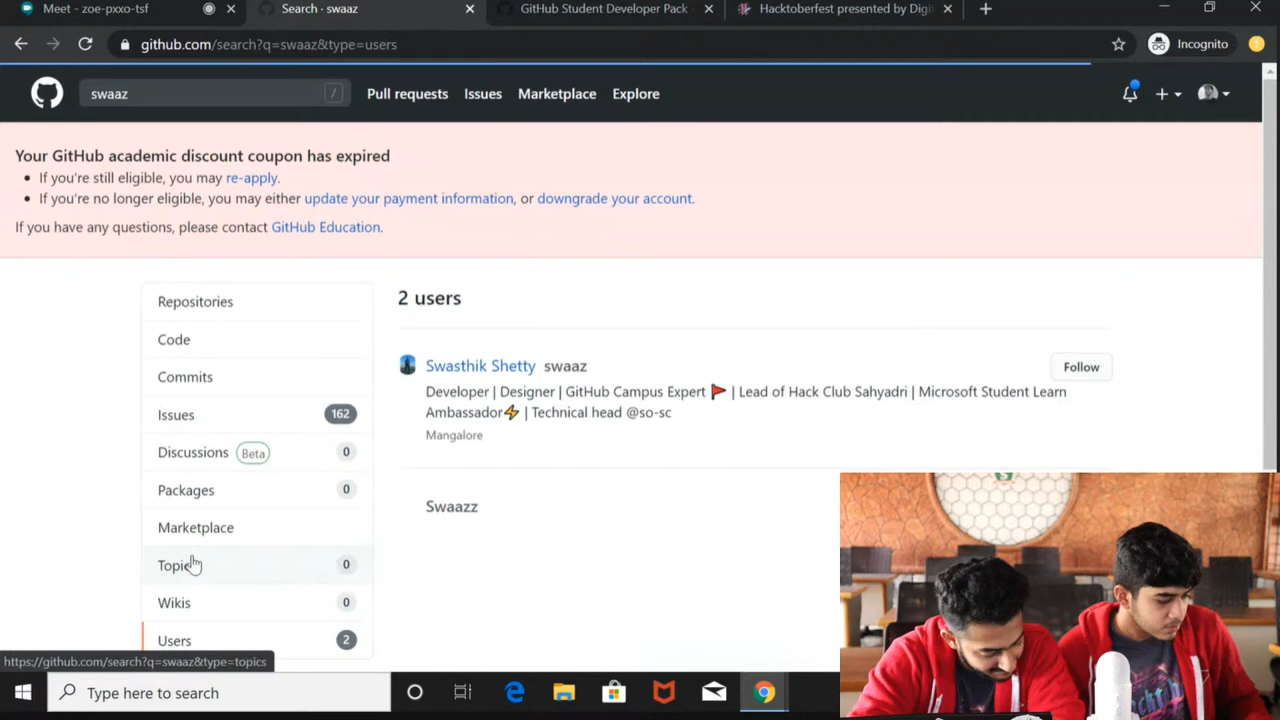 Meet - zoe-pxxo-tsf
Search · swaaz
GitHub Student Developer Pack -
Hacktoberfest presented by Digi
github.com/search?q=swaaz&type=users
Incognito
swaaz
/
Pull requests Issues Marketplace Explore
Your GitHub academic discount coupon has expired
• If you're still eligible, you may re-apply.
• If you're no longer eligible, you may either update your payment information, or downgrade your account.
If you have any questions, please contact GitHub Education.
Repositories
Code
Commits
Issues 162
Discussions Beta 0
Packages 0
Marketplace
Topic 0
Wikis 0
Users 2
2 users
Swasthik Shetty swaaz
Follow
Developer | Designer | GitHub Campus Expert 🚩 | Lead of Hack Club Sahyadri | Microsoft Student Learn
Ambassador⚡ | Technical head @so-sc
Mangalore
Swaazz
https://github.com/search?q=swaaz&type=topics
Type here to search